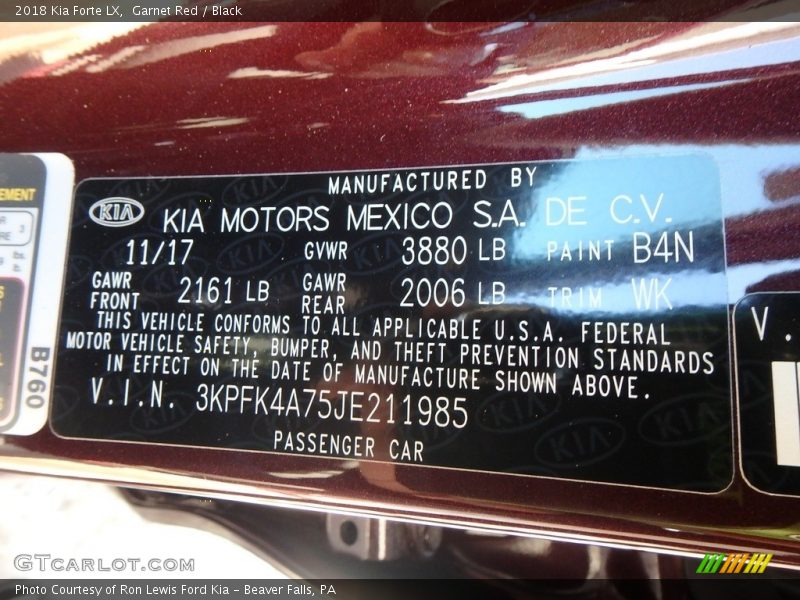 2018 Kia Forte LX,  Garnet Red / Black
EMENT
3
B760
MANUFACTURED BY
KIA KIA MOTORS MEXICO S.A. DE C.V.
11/17 GVWR 3880 LB PAINT B4N
GAWR FRONT 2161 LB GAWR REAR 2006 LB TRIM WK
THIS VEHICLE CONFORMS TO ALL APPLICABLE U.S.A. FEDERAL
MOTOR VEHICLE SAFETY, BUMPER, AND THEFT PREVENTION STANDARDS
IN EFFECT ON THE DATE OF MANUFACTURE SHOWN ABOVE.
V.I.N. 3KPFK4A75JE211985
PASSENGER CAR
V.
GTCARLOT.COM
Photo Courtesy of Ron Lewis Ford Kia – Beaver Falls, PA